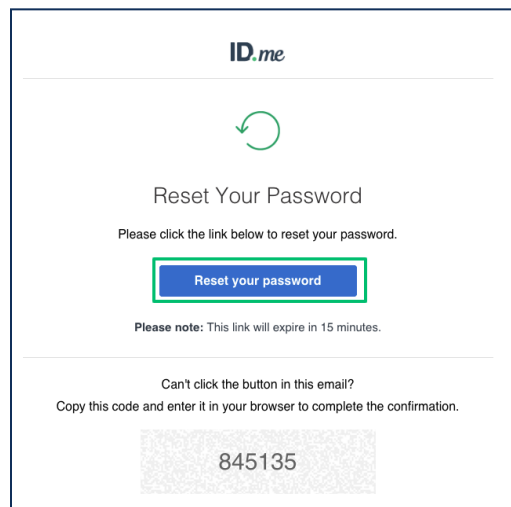 ID.me
Reset Your Password
Please click the link below to reset your password.
Reset your password
Please note: This link will expire in 15 minutes.
Can't click the button in this email?
Copy this code and enter it in your browser to complete the confirmation.
845135